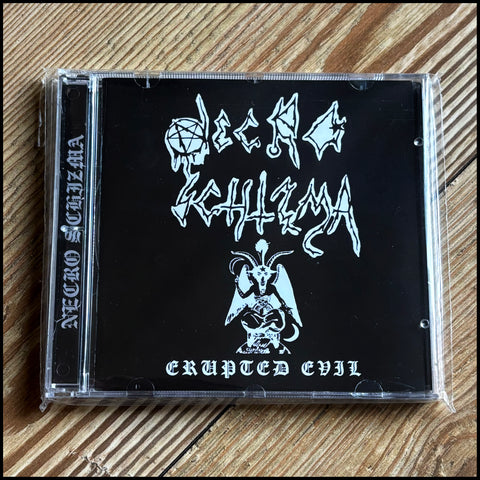 NECRO SCHIZMA
NECRO
SCHIZMA
ERUPTED EVIL